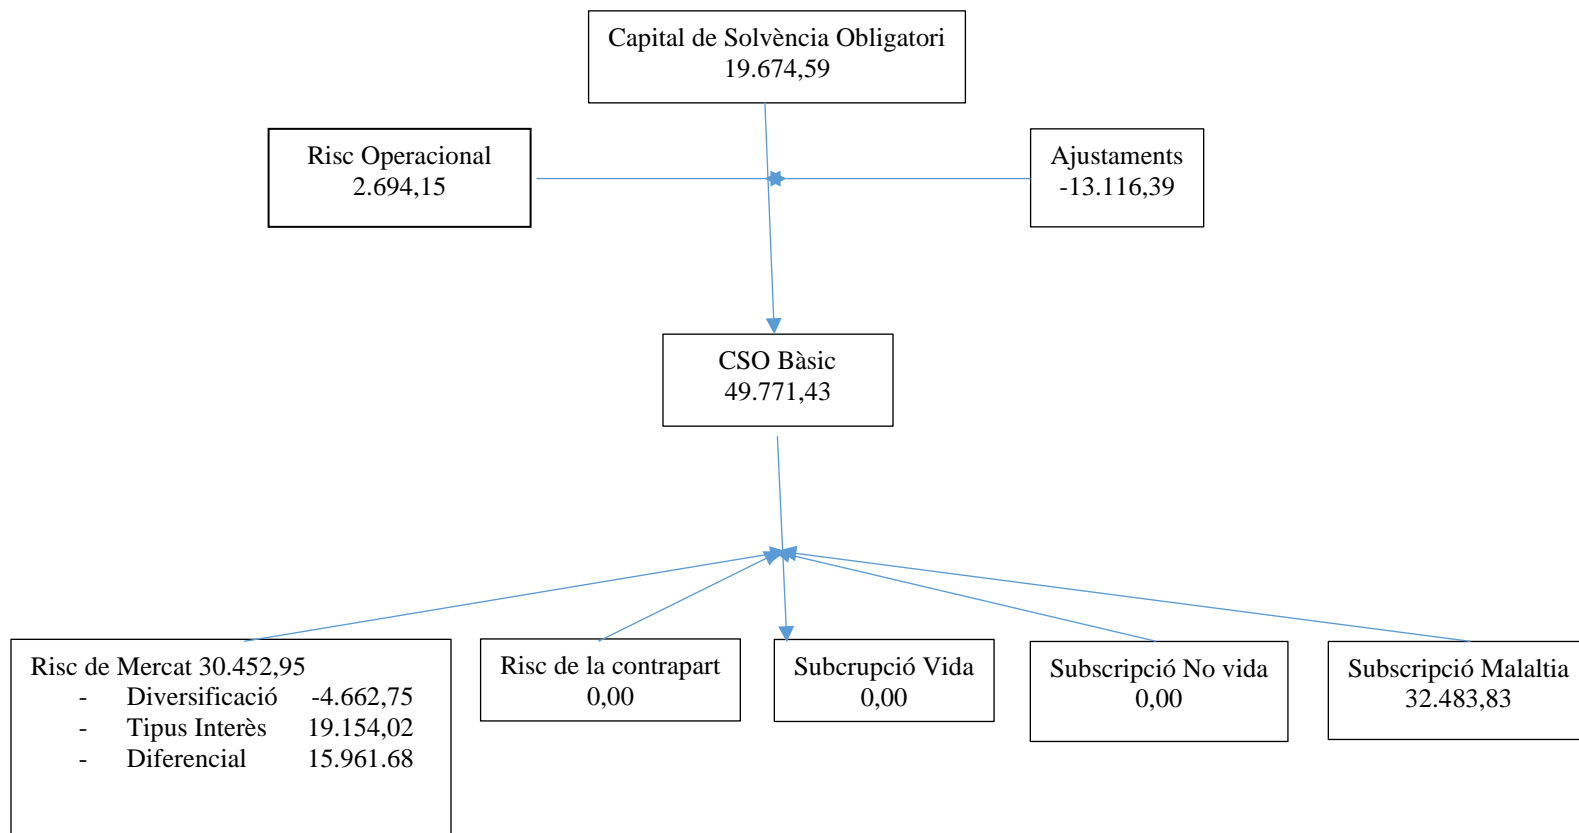 Capital de Solvència Obligatori
19.674,59
Risc Operacional
2.694,15
Ajustaments
-13.116,39
CSO Bàsic
49.771,43
Risc de Mercat 30.452,95
- Diversificació -4.662,75
- Tipus Interès 19.154,02
- Diferencial 15.961.68
Risc de la contrapart
0,00
Subcrupció Vida
0,00
Subscripció No vida
0,00
Subscripció Malaltia
32.483,83